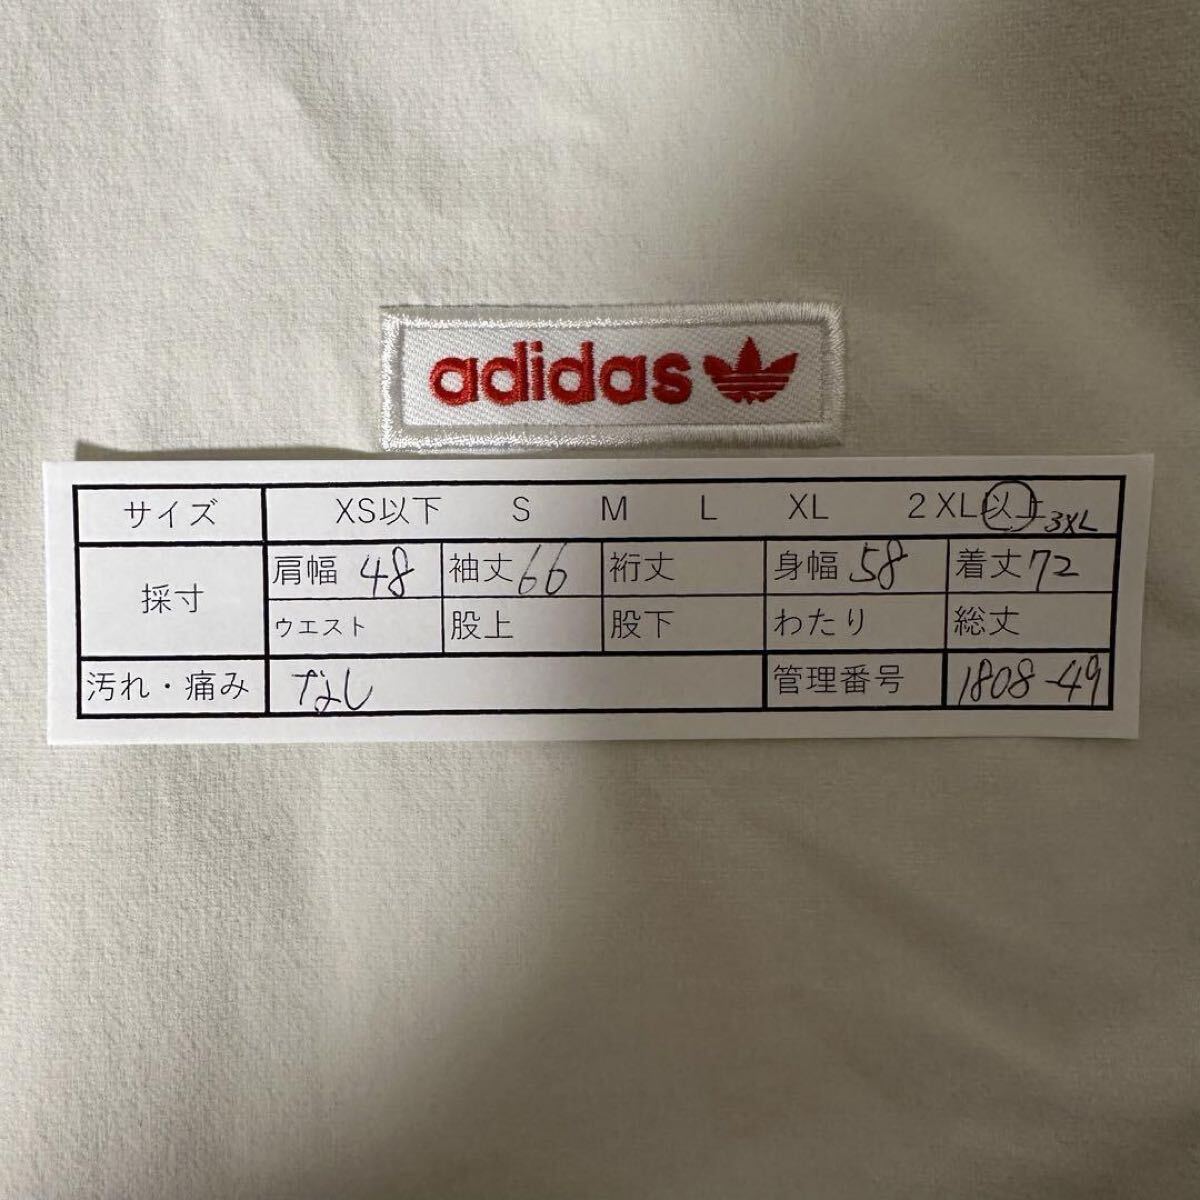 adidas
サイズ XS以下 S M L XL 2XL以上 3XL
採寸 肩幅 48 袖丈 66 裄丈 身幅 58 着丈 72
ウエスト 股上 股下 わたり 総丈
汚れ・痛み なし 管理番号 1808-49